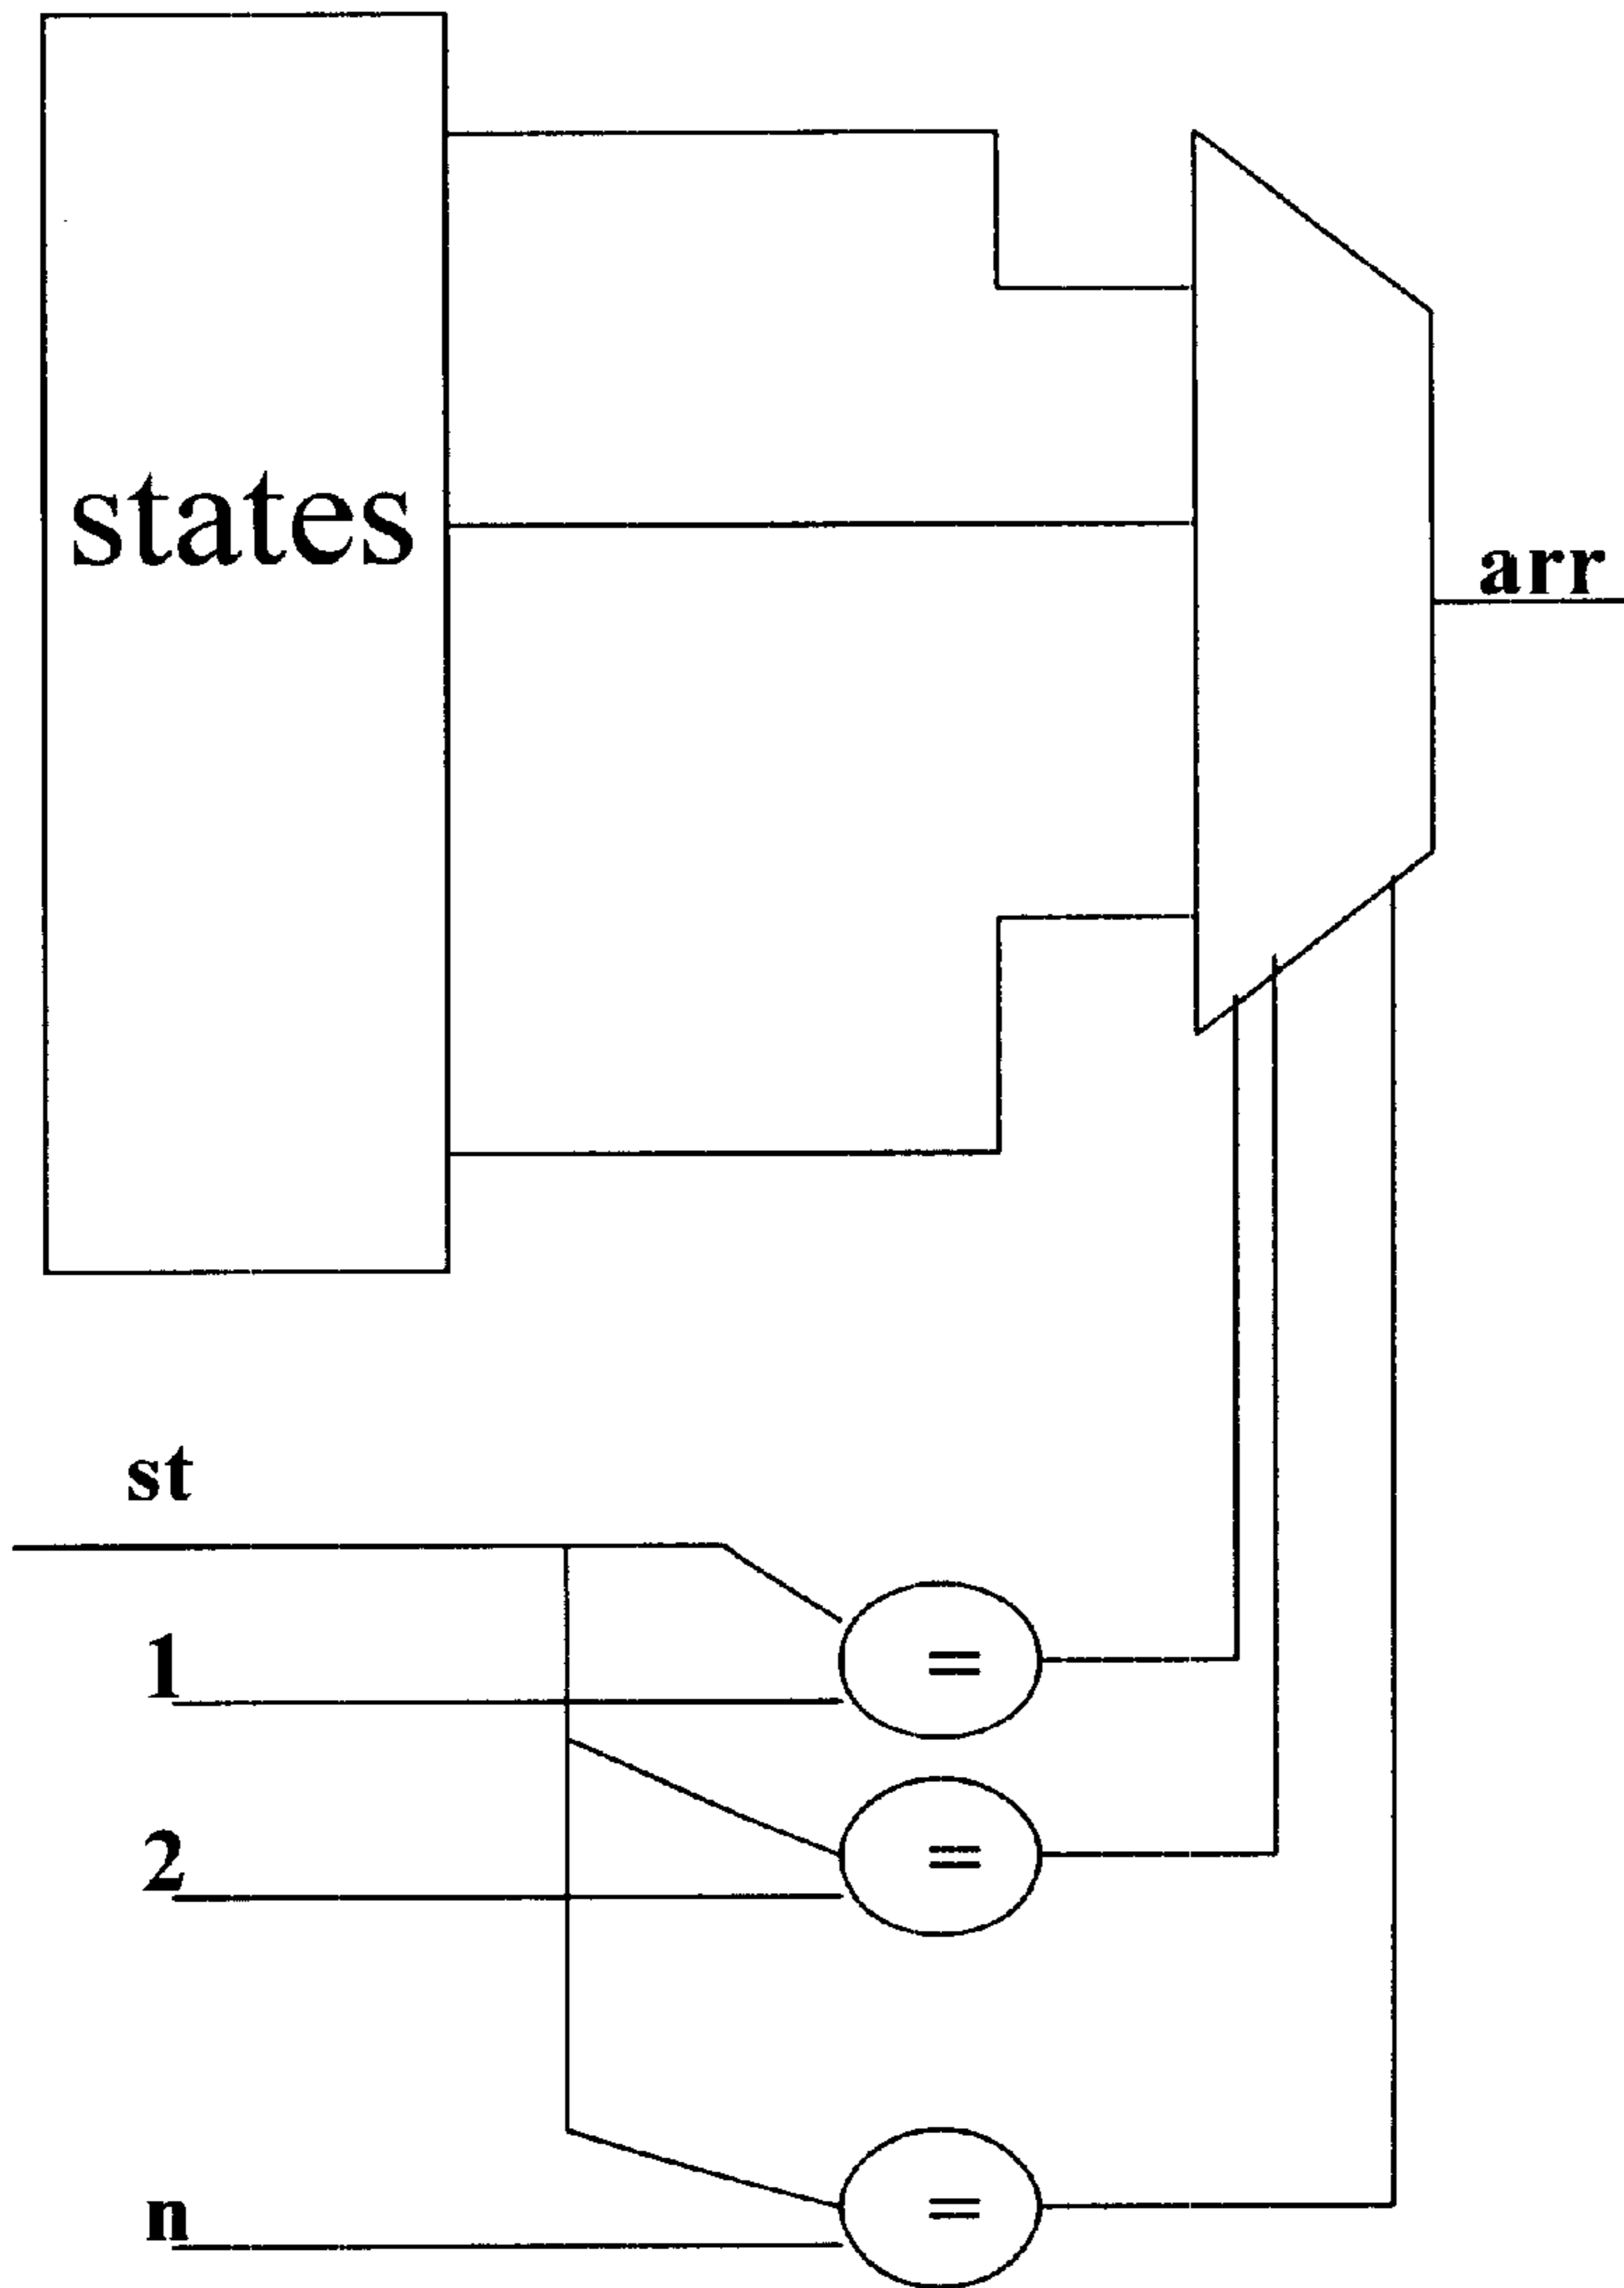 states
arr
st
1
=
2
=
n
=